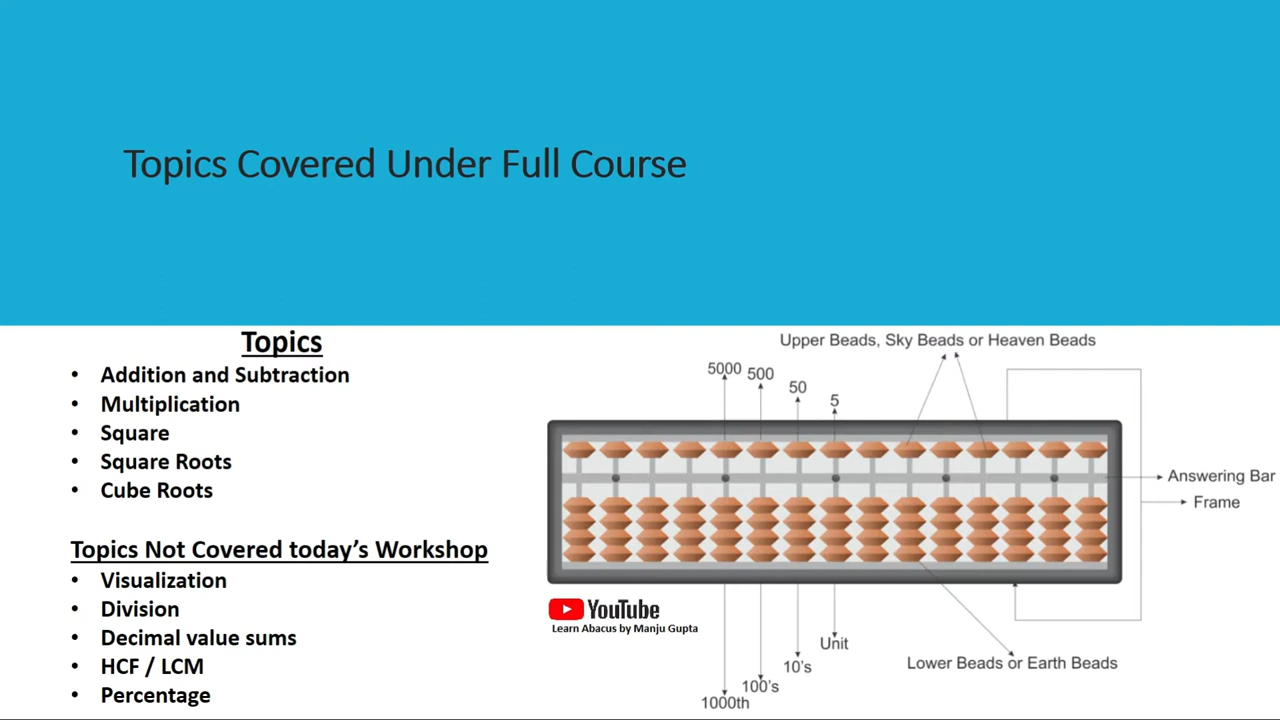 Topics Covered Under Full Course
Topics
• Addition and Subtraction
• Multiplication
• Square
• Square Roots
• Cube Roots
Topics Not Covered today’s Workshop
• Visualization
• Division
• Decimal value sums
• HCF / LCM
• Percentage
Upper Beads, Sky Beads or Heaven Beads
5000
500
50
5
Answering Bar
Frame
YouTube
Learn Abacus by Manju Gupta
Unit
10's
100's
1000th
Lower Beads or Earth Beads